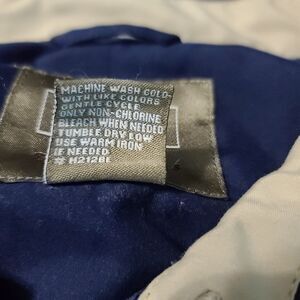 MACHINE WASH COLD
WITH LIKE COLORS
GENTLE CYCLE
ONLY NON-CHLORINE
BLEACH WHEN NEEDED
TUMBLE DRY LOW
USE WARM IRON
IF NEEDED
# H212BE